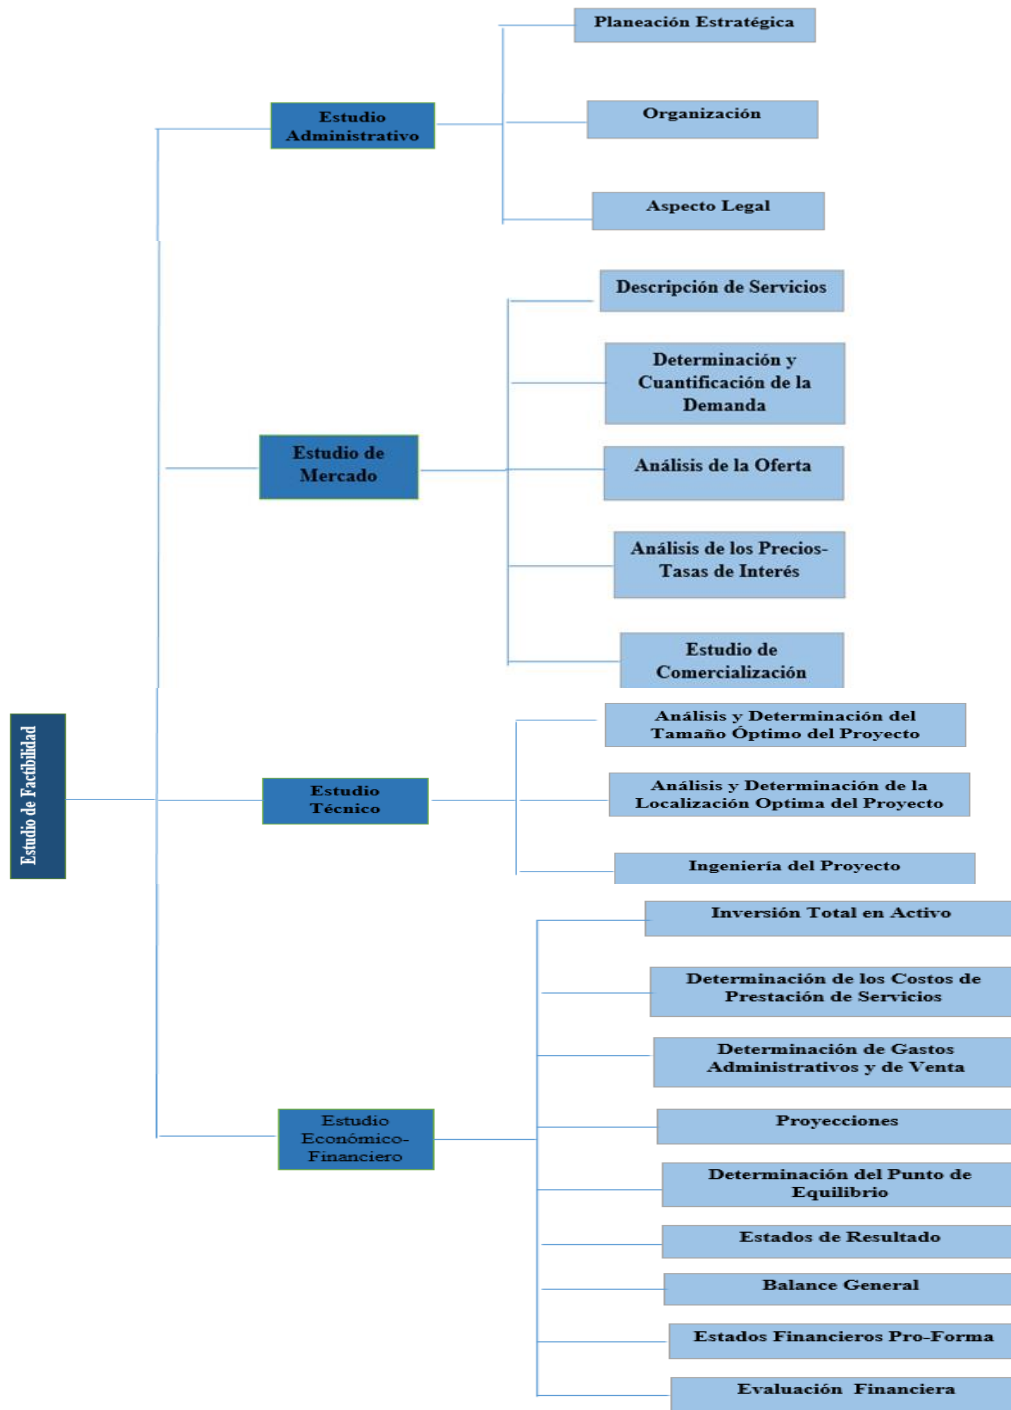 Planeación Estratégica
Estudio
Administrativo
Organización
Aspecto Legal
Descripción de Servicios
Determinación y
Cuantificación de la
Demanda
Estudio de
Mercado
Análisis de la Oferta
Análisis de los Precios-
Tasas de Interés
Estudio de
Comercialización
Estudio de Factibilidad
Análisis y Determinación del
Tamaño Óptimo del Proyecto
Estudio
Técnico
Análisis y Determinación de la
Localización Optima del Proyecto
Ingeniería del Proyecto
Inversión Total en Activo
Determinación de los Costos de
Prestación de Servicios
Determinación de Gastos
Administrativos y de Venta
Estudio
Económico-
Financiero
Proyecciones
Determinación del Punto de
Equilibrio
Estados de Resultado
Balance General
Estados Financieros Pro-Forma
Evaluación Financiera